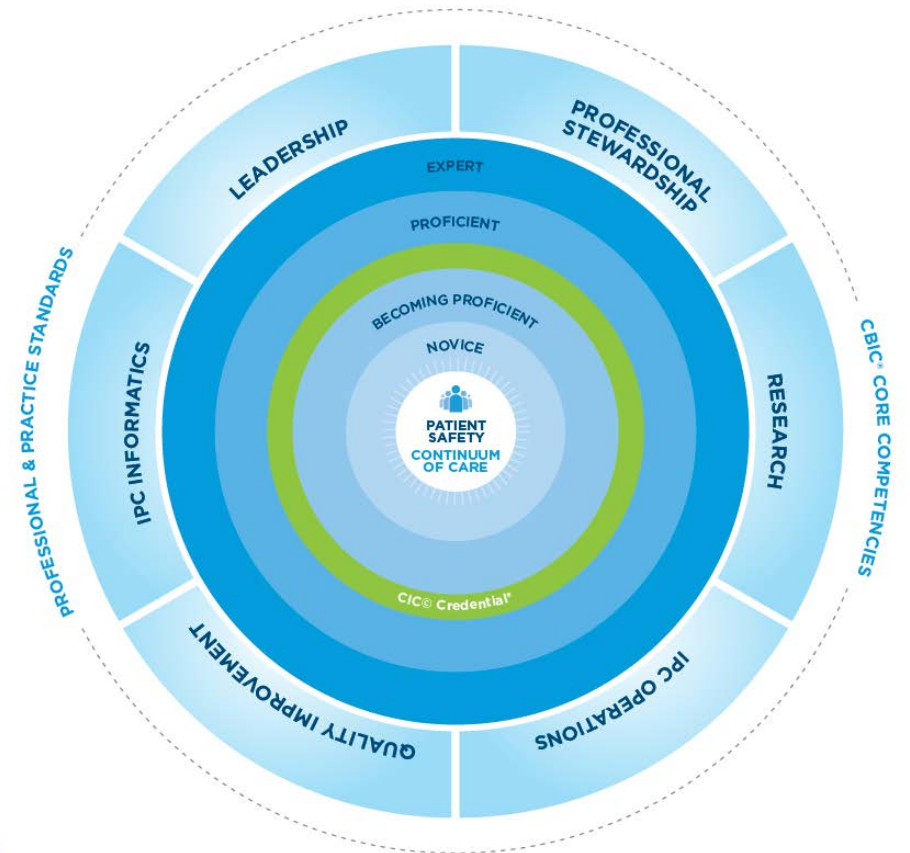 LEADERSHIP
PROFESSIONAL
STEWARDSHIP
EXPERT
PROFICIENT
BECOMING PROFICIENT
NOVICE
PATIENT
SAFETY
CONTINUUM
OF CARE
CIC© Credential*
PROFESSIONAL & PRACTICE STANDARDS
IPC INFORMATICS
RESEARCH
CBIC® CORE COMPETENCIES
QUALITY IMPROVEMENT
IPC OPERATIONS